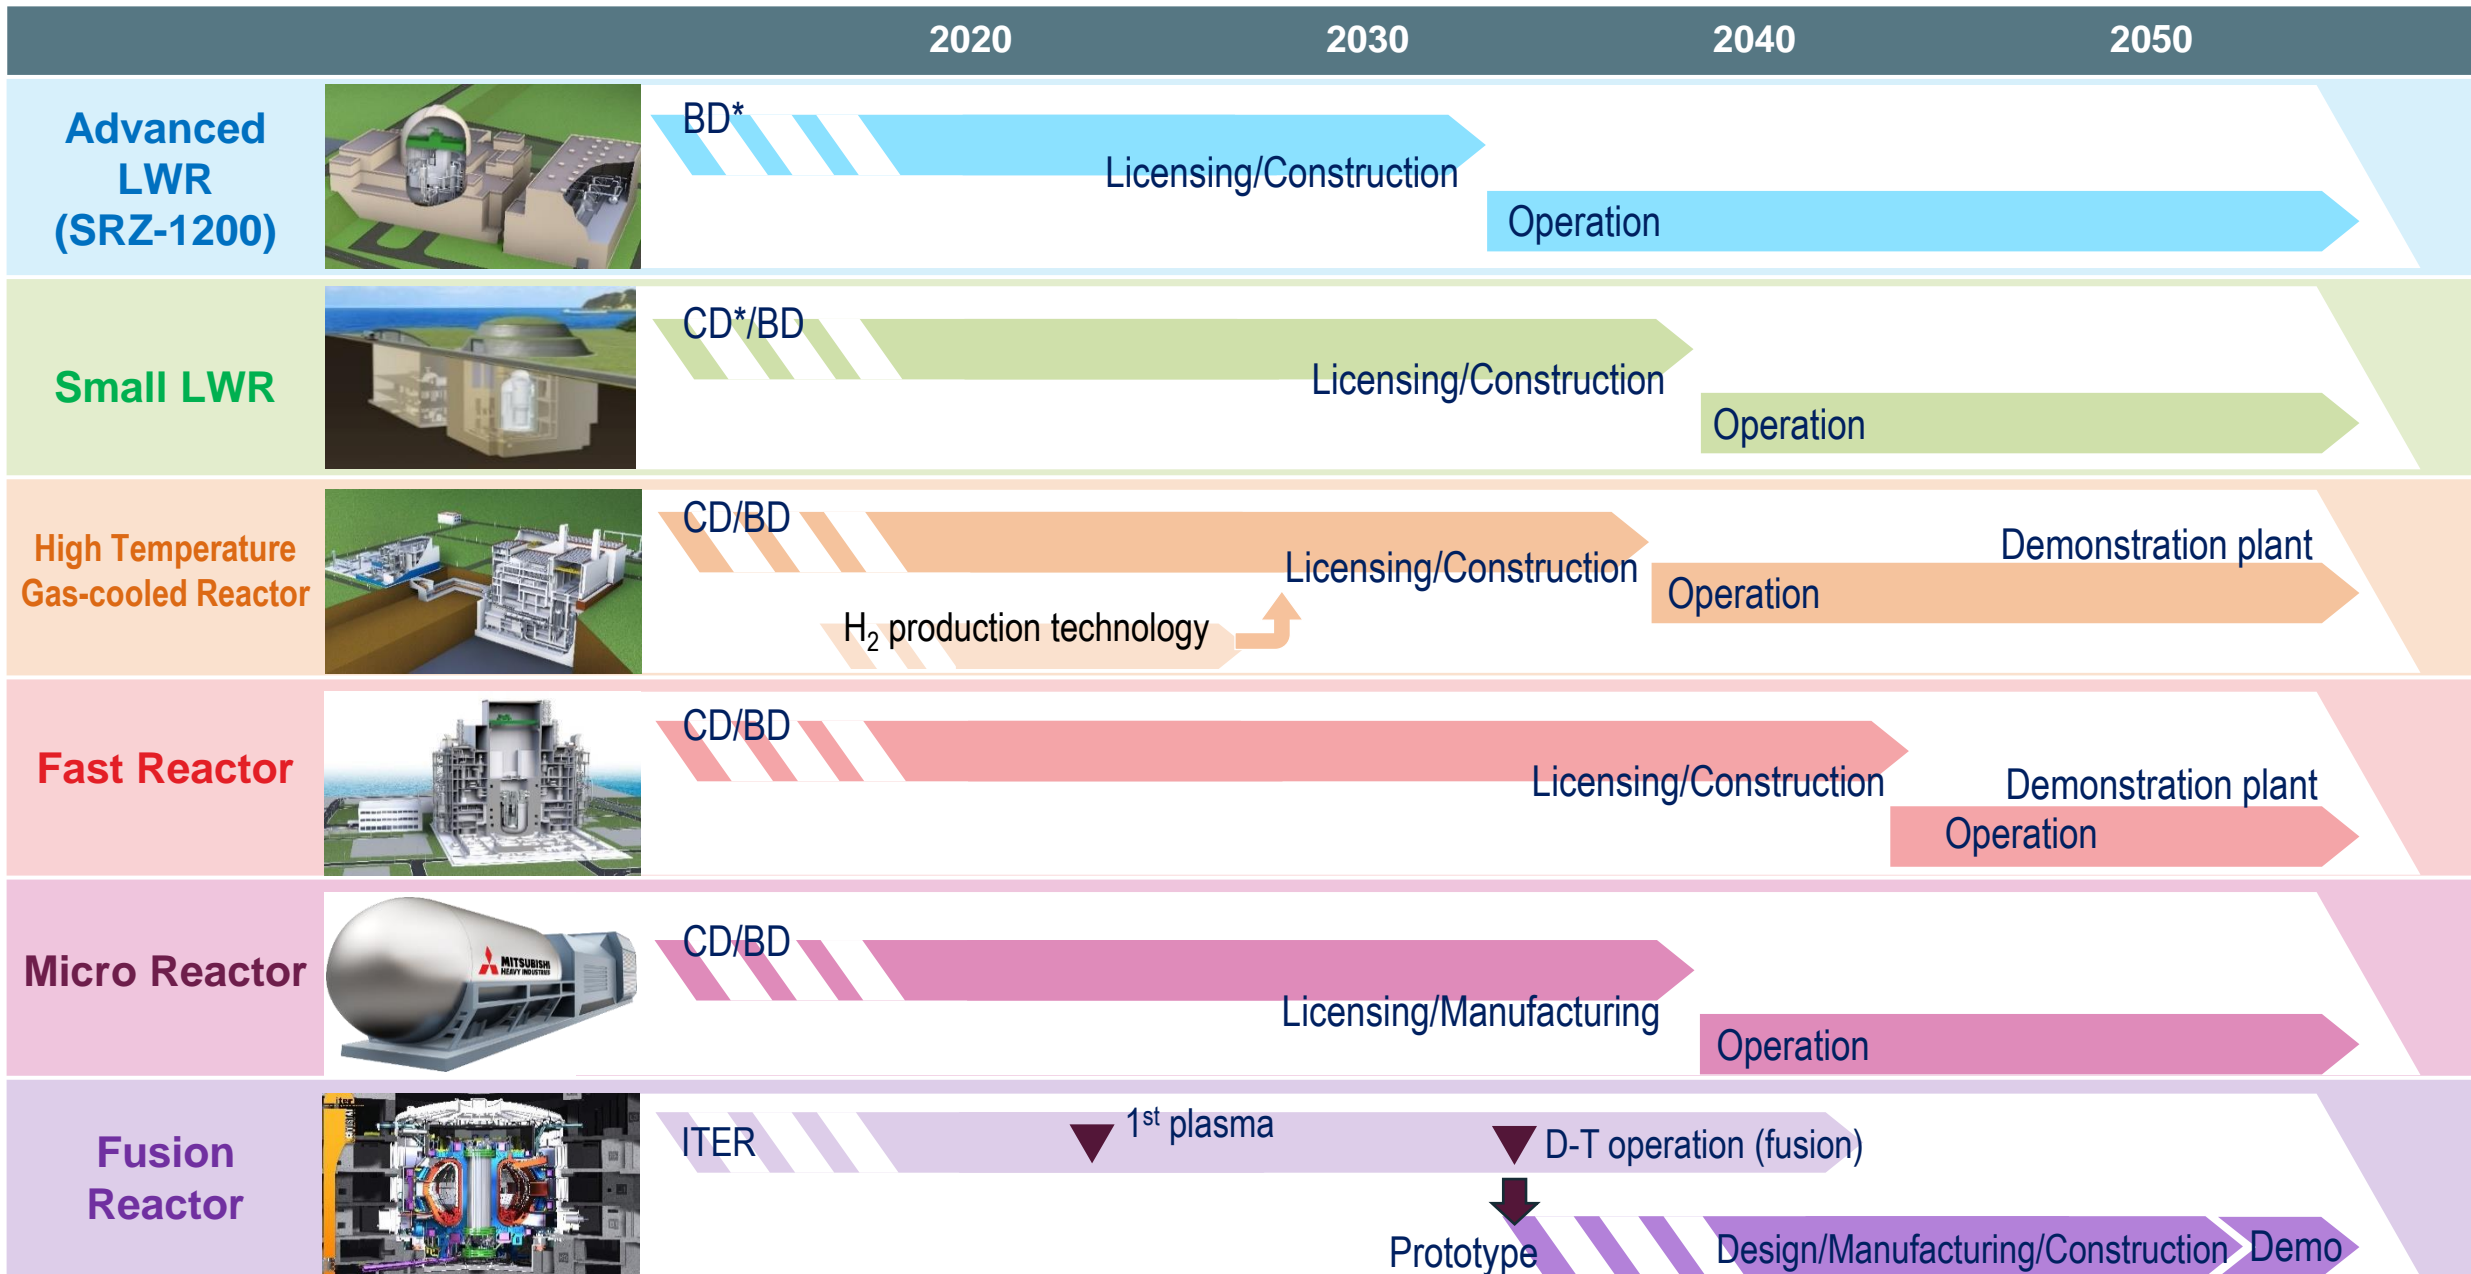 2020 2030 2040 2050
Advanced
LWR
(SRZ-1200)
BD*
Licensing/Construction
Operation
Small LWR
CD*/BD
Licensing/Construction
Operation
High Temperature
Gas-cooled Reactor
CD/BD
Licensing/Construction
Demonstration plant
Operation
H₂ production technology
Fast Reactor
CD/BD
Licensing/Construction
Demonstration plant
Operation
Micro Reactor
MITSUBISHI
HEAVY INDUSTRIES
CD/BD
Licensing/Manufacturing
Operation
Fusion
Reactor
ITER
1st plasma
D-T operation (fusion)
Prototype
Design/Manufacturing/Construction
Demo